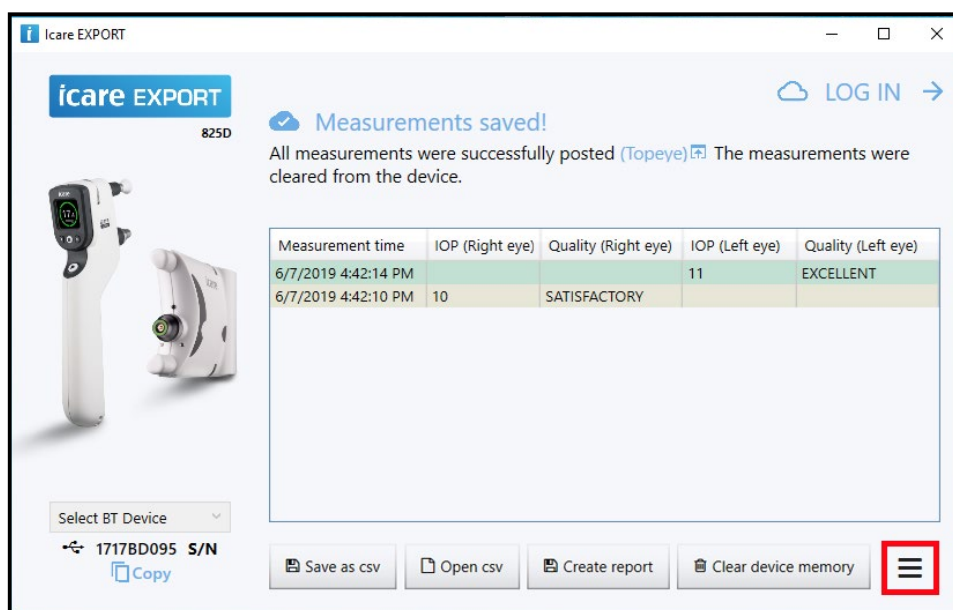 Icare EXPORT
icare EXPORT
825D
LOG IN
Measurements saved!
All measurements were successfully posted (Topeye) The measurements were
cleared from the device.
Measurement time IOP (Right eye) Quality (Right eye) IOP (Left eye) Quality (Left eye)
6/7/2019 4:42:14 PM 11 EXCELLENT
6/7/2019 4:42:10 PM 10 SATISFACTORY
Select BT Device
1717BD095 S/N
Copy
Save as csv Open csv Create report Clear device memory